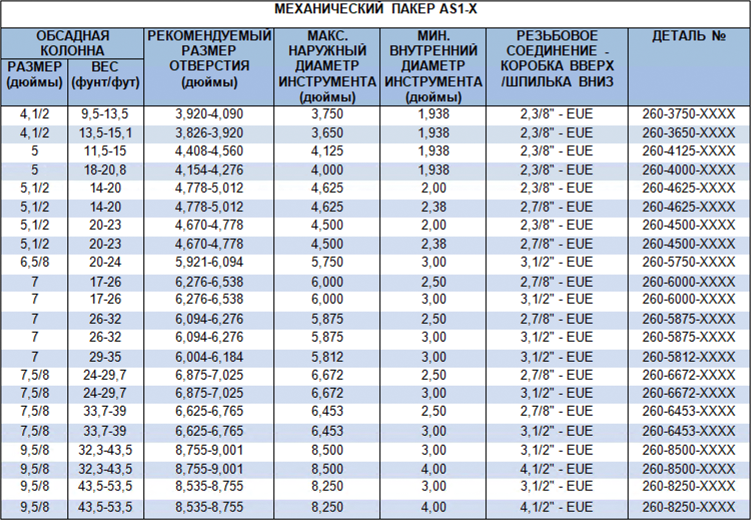 МЕХАНИЧЕСКИЙ ПАКЕР AS1-X
ОБСАДНАЯ КОЛОННА РЕКОМЕНДУЕМЫЙ РАЗМЕР ОТВЕРСТИЯ (дюймы) МАКС. НАРУЖНЫЙ ДИАМЕТР ИНСТРУМЕНТА (дюймы) МИН. ВНУТРЕННИЙ ДИАМЕТР ИНСТРУМЕНТА (дюймы) РЕЗЬБОВОЕ СОЕДИНЕНИЕ - КОРОБКА ВВЕРХ /ШПИЛЬКА ВНИЗ ДЕТАЛЬ №
РАЗМЕР (дюймы) ВЕС (фунт/фут)
4,1/2 9,5-13,5 3,920-4,090 3,750 1,938 2,3/8" - EUE 260-3750-XXXX
4,1/2 13,5-15,1 3,826-3,920 3,650 1,938 2,3/8" - EUE 260-3650-XXXX
5 11,5-15 4,408-4,560 4,125 1,938 2,3/8" - EUE 260-4125-XXXX
5 18-20,8 4,154-4,276 4,000 1,938 2,3/8" - EUE 260-4000-XXXX
5,1/2 14-20 4,778-5,012 4,625 2,00 2,3/8" - EUE 260-4625-XXXX
5,1/2 14-20 4,778-5,012 4,625 2,38 2,7/8" - EUE 260-4625-XXXX
5,1/2 20-23 4,670-4,778 4,500 2,00 2,3/8" - EUE 260-4500-XXXX
5,1/2 20-23 4,670-4,778 4,500 2,38 2,7/8" - EUE 260-4500-XXXX
6,5/8 20-24 5,921-6,094 5,750 3,00 3,1/2" - EUE 260-5750-XXXX
7 17-26 6,276-6,538 6,000 2,50 2,7/8" - EUE 260-6000-XXXX
7 17-26 6,276-6,538 6,000 3,00 3,1/2" - EUE 260-6000-XXXX
7 26-32 6,094-6,276 5,875 2,50 2,7/8" - EUE 260-5875-XXXX
7 26-32 6,094-6,276 5,875 3,00 3,1/2" - EUE 260-5875-XXXX
7 29-35 6,004-6,184 5,812 3,00 3,1/2" - EUE 260-5812-XXXX
7,5/8 24-29,7 6,875-7,025 6,672 2,50 2,7/8" - EUE 260-6672-XXXX
7,5/8 24-29,7 6,875-7,025 6,672 3,00 3,1/2" - EUE 260-6672-XXXX
7,5/8 33,7-39 6,625-6,765 6,453 2,50 2,7/8" - EUE 260-6453-XXXX
7,5/8 33,7-39 6,625-6,765 6,453 3,00 3,1/2" - EUE 260-6453-XXXX
9,5/8 32,3-43,5 8,755-9,001 8,500 3,00 3,1/2" - EUE 260-8500-XXXX
9,5/8 32,3-43,5 8,755-9,001 8,500 4,00 4,1/2" - EUE 260-8500-XXXX
9,5/8 43,5-53,5 8,535-8,755 8,250 3,00 3,1/2" - EUE 260-8250-XXXX
9,5/8 43,5-53,5 8,535-8,755 8,250 4,00 4,1/2" - EUE 260-8250-XXXX